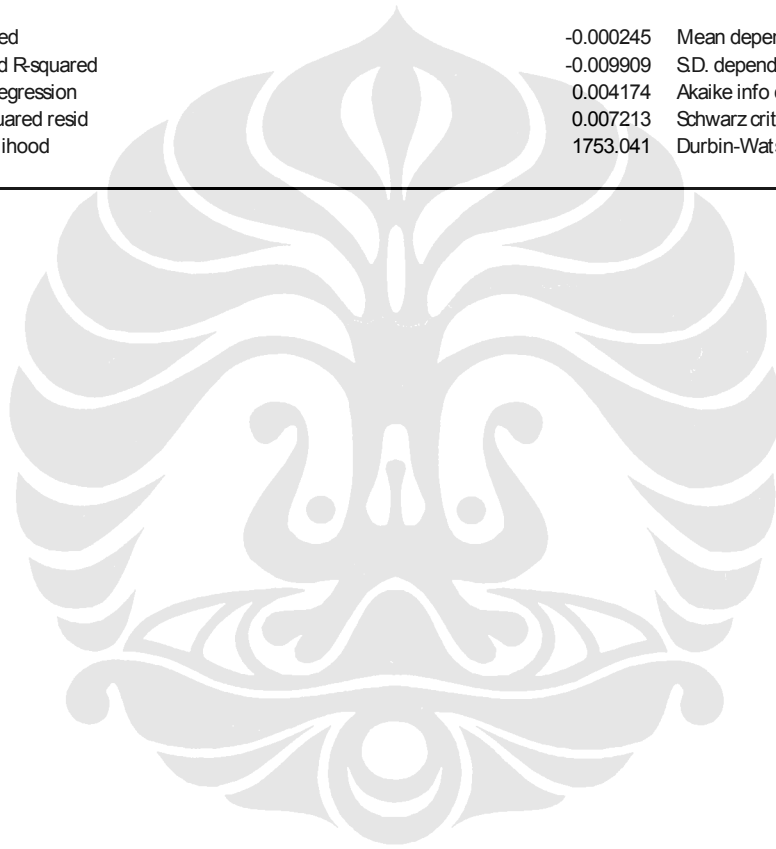 ed -0.000245 Mean deper
d R-squared -0.009909 S.D. depend
egression 0.004174 Akaike info
uared resid 0.007213 Schwarz crit
ihood 1753.041 Durbin-Wats